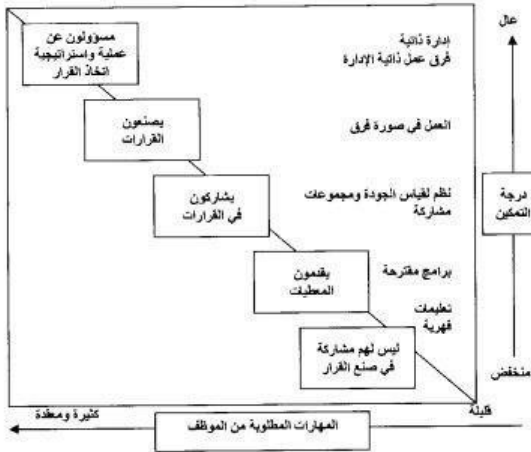 عال
إدارة ذاتية
فرق عمل ذاتية الإدارة
مسؤولون عن
عملية واستراتيجية
اتخاذ القرار
العمل في صورة فرق
يصنعون
القرارات
درجة
التمكين
نظم لقياس الجودة ومجموعات
مشاركة
يشاركون
في القرارات
برامج مقترحة
يقدمون
المعطيات
تعليمات
قهرية
ليس لهم مشاركة
في صنع القرار
منخفض
قليلة
كثيرة ومعقدة
المهارات المطلوبة من الموظف